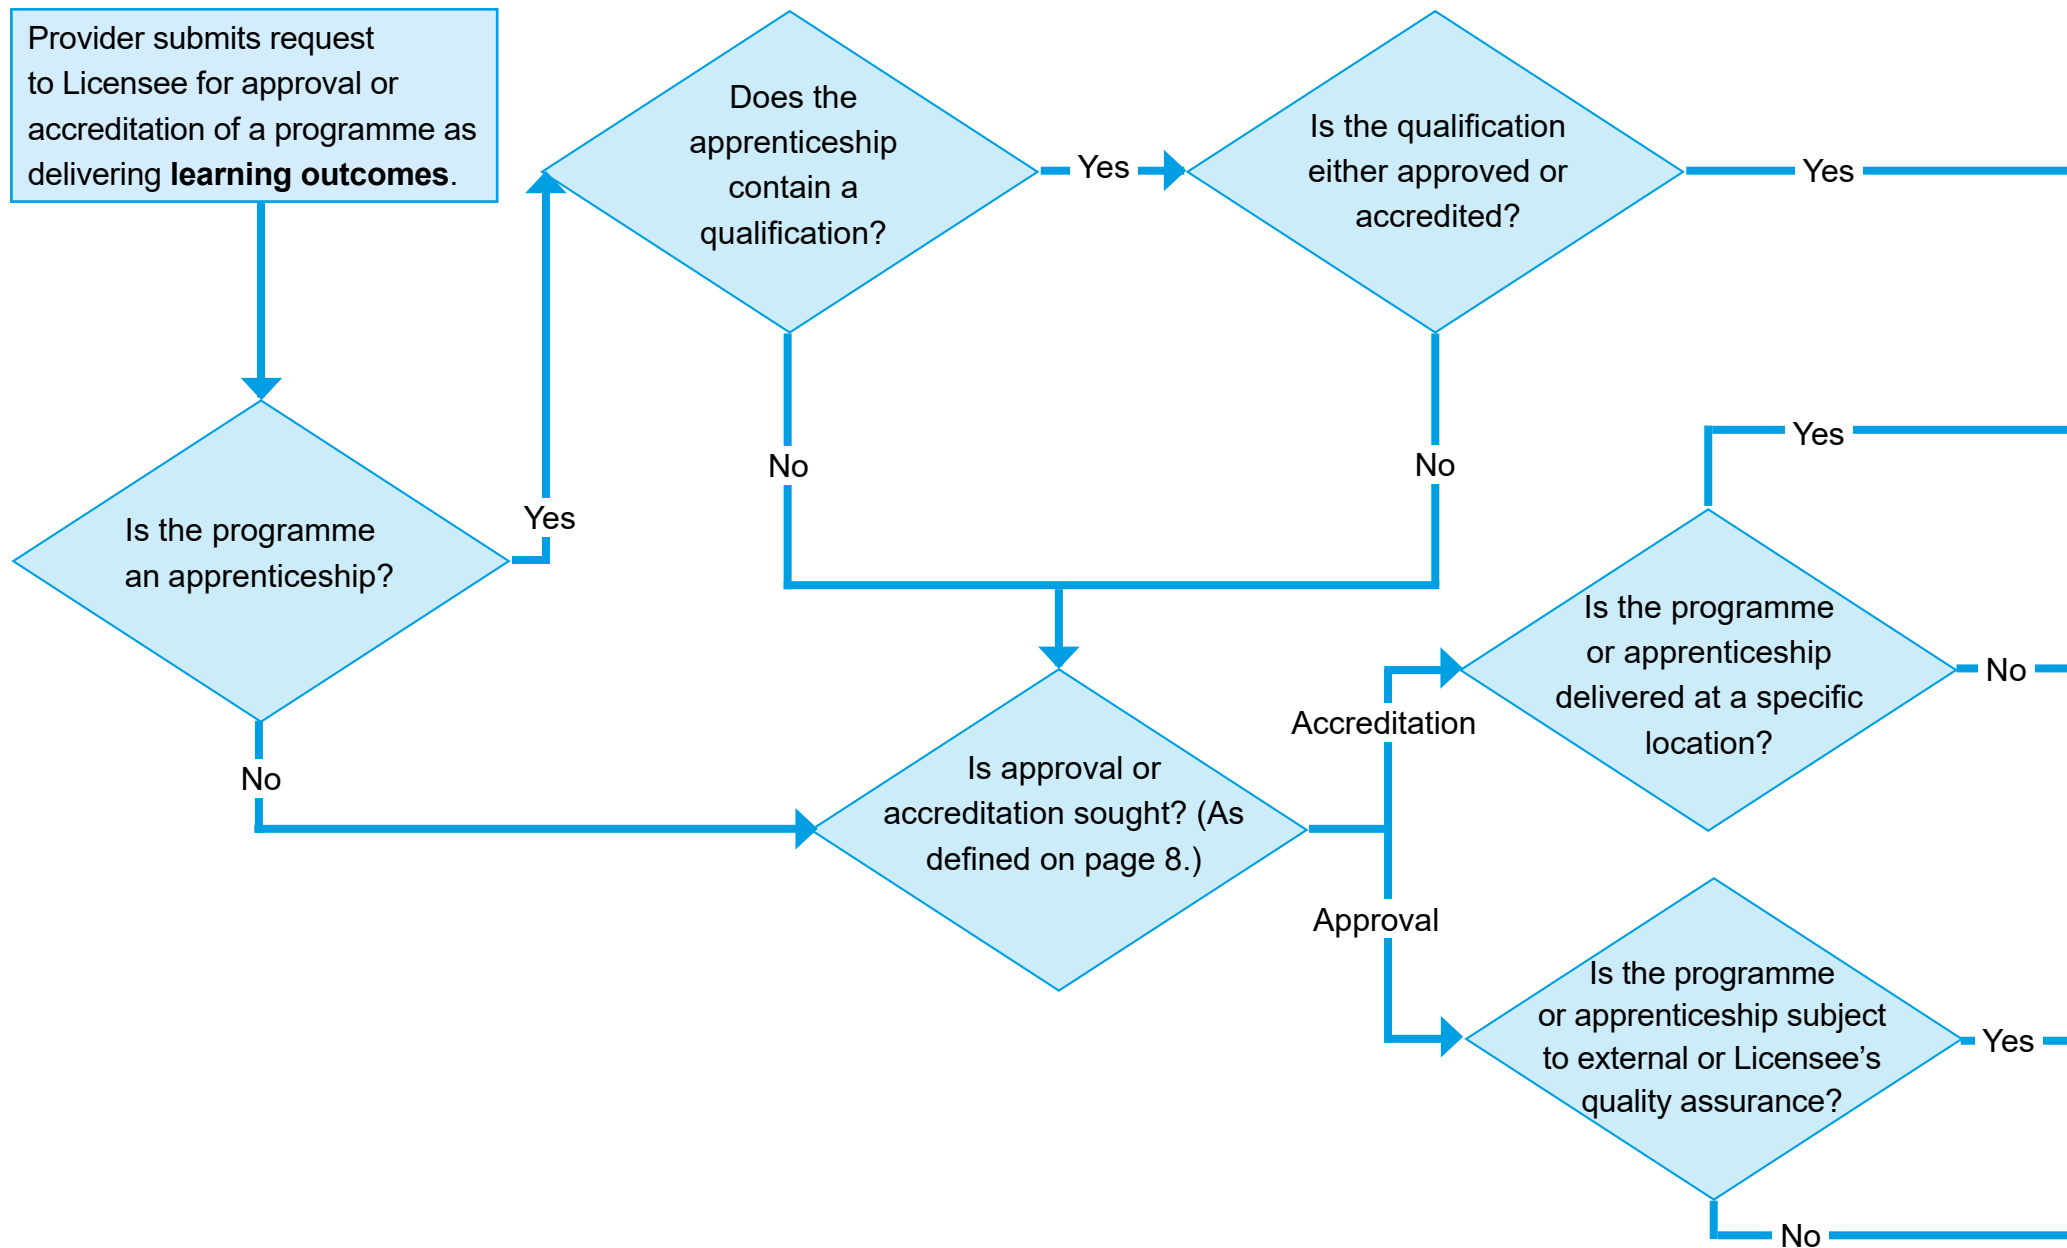 Provider submits request
to Licensee for approval or
accreditation of a programme as
delivering learning outcomes.
Does the
apprenticeship
contain a
qualification?
Yes
Is the qualification
either approved or
accredited?
Yes
No
No
Yes
Is the programme
an apprenticeship?
Yes
No
Is approval or
accreditation sought? (As
defined on page 8.)
Accreditation
Approval
Is the programme
or apprenticeship
delivered at a specific
location?
No
Is the programme
or apprenticeship subject
to external or Licensee’s
quality assurance?
Yes
No